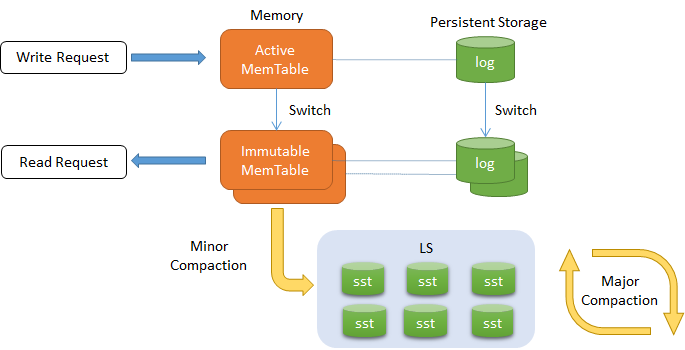 Memory
Persistent Storage
Write Request
Active
MemTable
log
Switch
Switch
Read Request
Immutable
MemTable
log
Minor
Compaction
LS
sst
sst
sst
sst
sst
sst
Major
Compaction